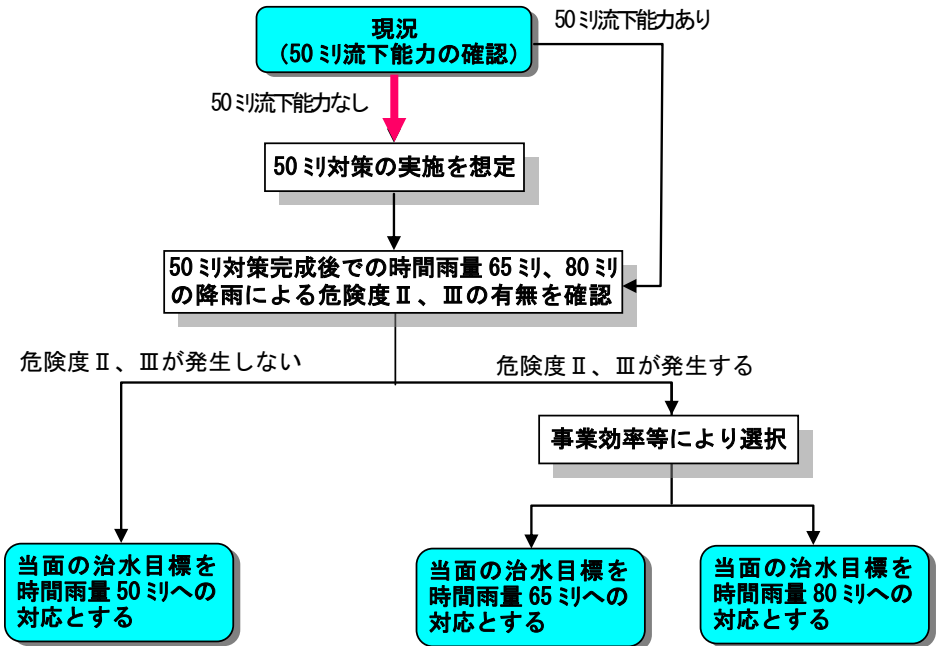 現況
（50ミリ流下能力の確認）
50ミリ流下能力あり
50ミリ流下能力なし
50ミリ対策の実施を想定
50ミリ対策完成後での時間雨量65ミリ、80ミリ
の降雨による危険度Ⅱ、Ⅲの有無を確認
危険度Ⅱ、Ⅲが発生しない
危険度Ⅱ、Ⅲが発生する
事業効率等により選択
当面の治水目標を
時間雨量50ミリへの
対応とする
当面の治水目標を
時間雨量65ミリへの
対応とする
当面の治水目標を
時間雨量80ミリへの
対応とする